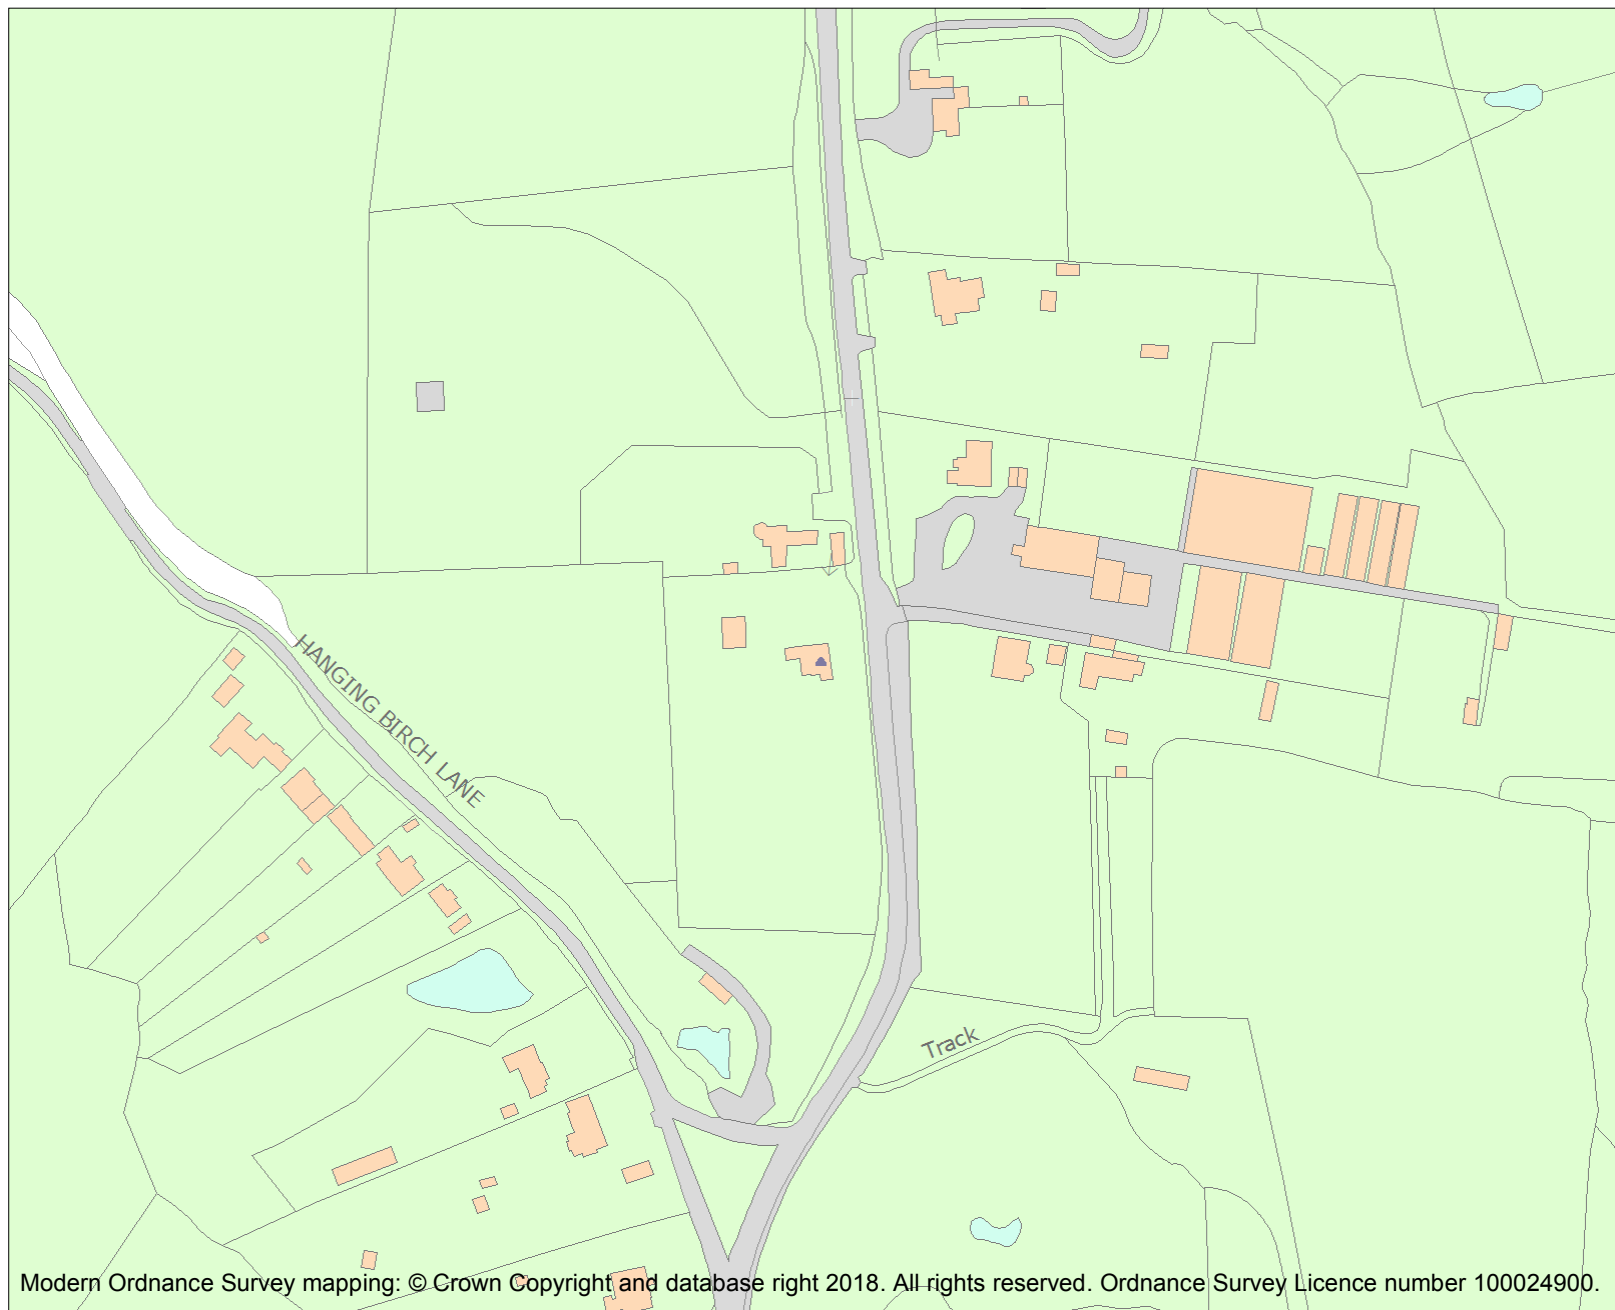 HANGING BIRCH LANE
Track
Modern Ordnance Survey mapping: © Crown Copyright and database right 2018. All rights reserved. Ordnance Survey Licence number 100024900.